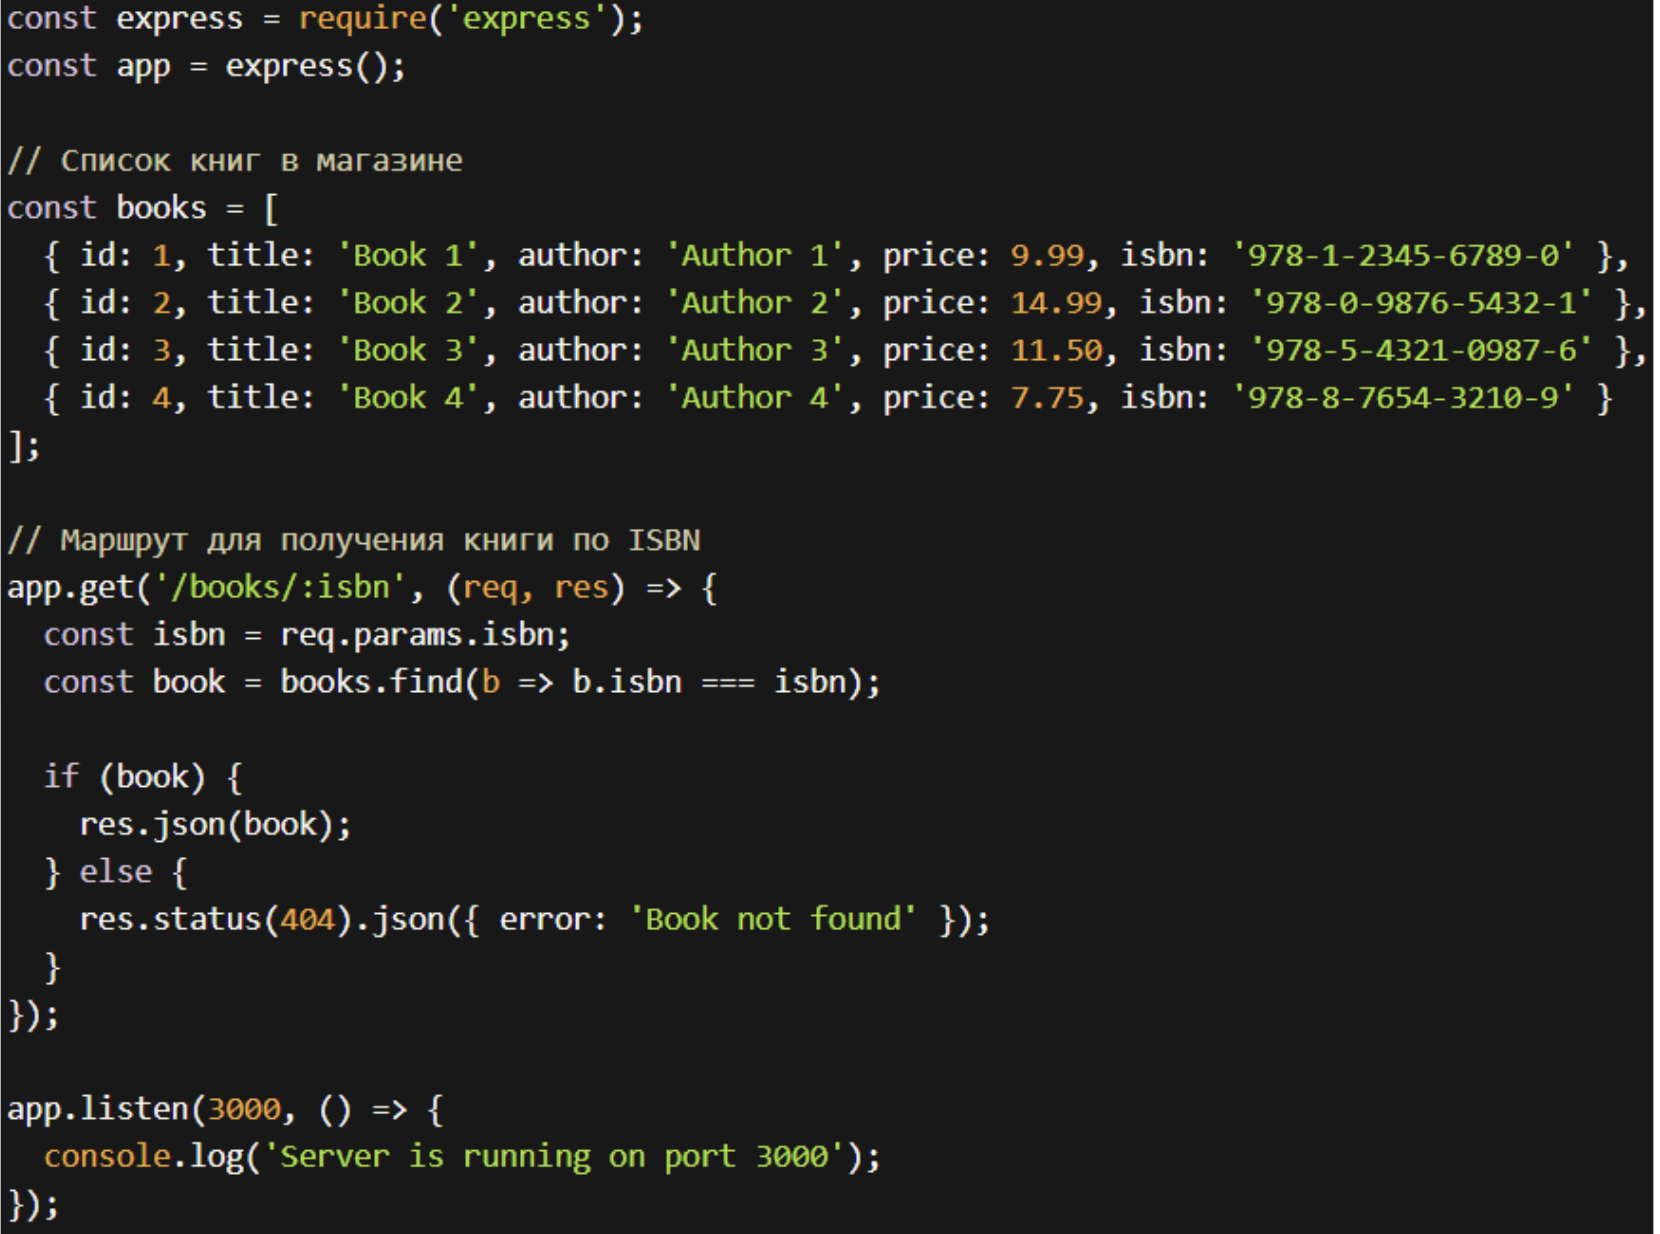 const express = require('express');
const app = express();
// Список книг в магазине
const books = [
{ id: 1, title: 'Book 1', author: 'Author 1', price: 9.99, isbn: '978-1-2345-6789-0' },
{ id: 2, title: 'Book 2', author: 'Author 2', price: 14.99, isbn: '978-0-9876-5432-1' },
{ id: 3, title: 'Book 3', author: 'Author 3', price: 11.50, isbn: '978-5-4321-0987-6' },
{ id: 4, title: 'Book 4', author: 'Author 4', price: 7.75, isbn: '978-8-7654-3210-9' }
];
// Маршрут для получения книги по ISBN
app.get('/books/:isbn', (req, res) => {
const isbn = req.params.isbn;
const book = books.find(b => b.isbn === isbn);
if (book) {
res.json(book);
} else {
res.status(404).json({ error: 'Book not found' });
}
});
app.listen(3000, () => {
console.log('Server is running on port 3000');
});